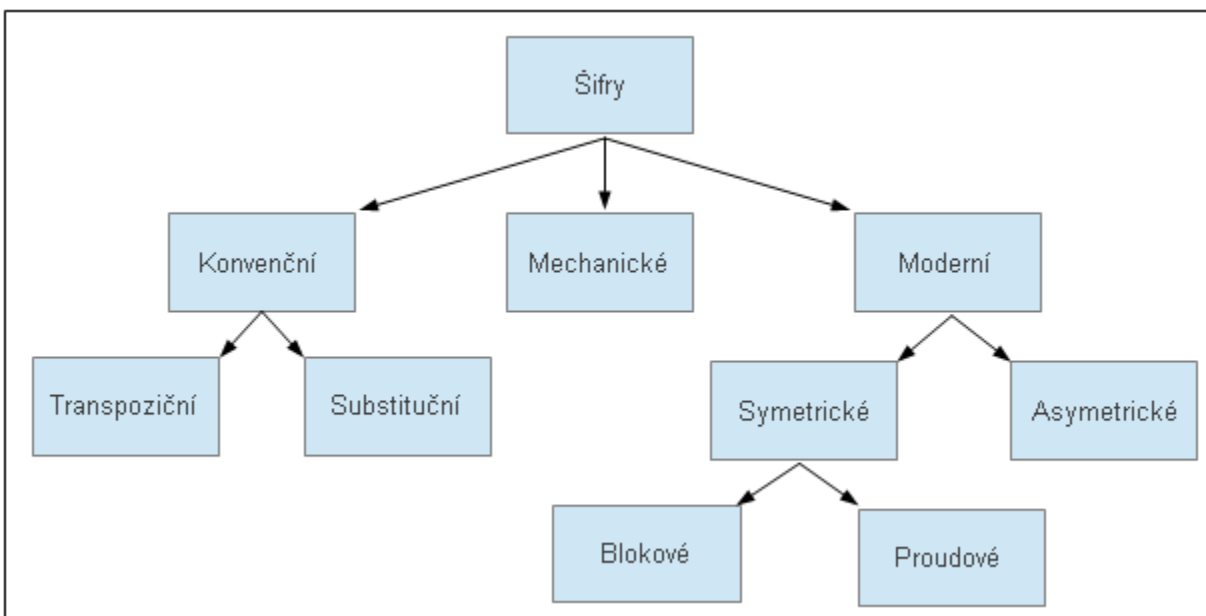 Šifry
Konvenční
Mechanické
Moderní
Transpoziční
Substituční
Symetrické
Asymetrické
Blokové
Proudové